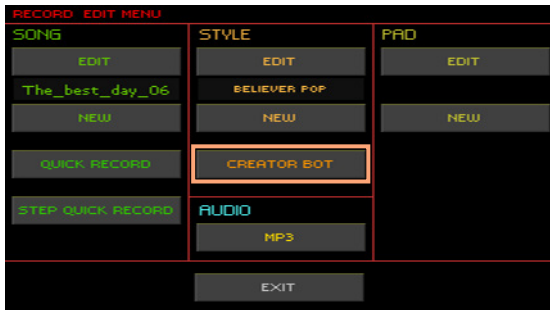 RECORD EDIT MENU
SONG
EDIT
The_best_day_06
NEW
QUICK RECORD
STEP QUICK RECORD
STYLE
EDIT
BELIEVER POP
NEW
CREATOR BOT
AUDIO
MP3
PAD
EDIT
NEW
EXIT